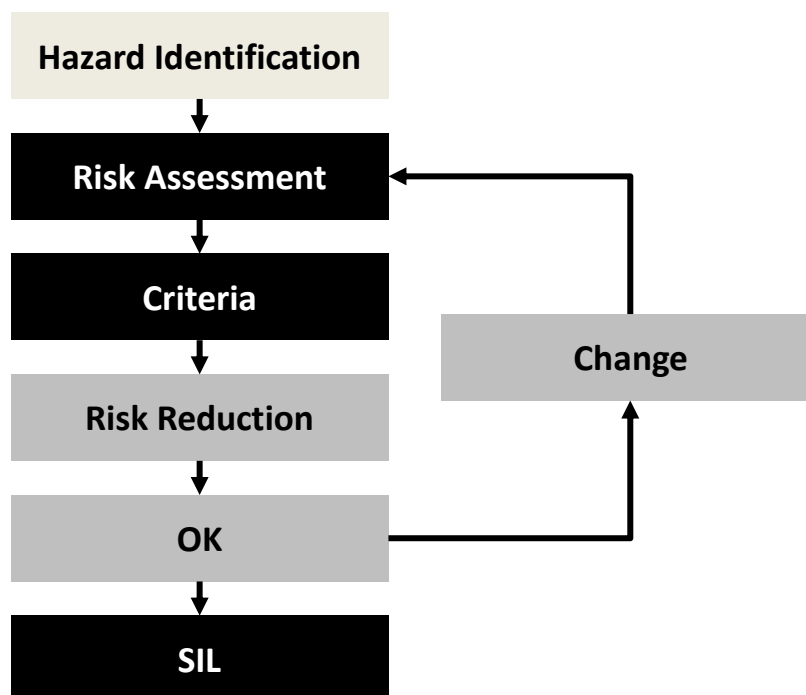 Hazard Identification
Risk Assessment
Criteria
Risk Reduction
OK
SIL
Change